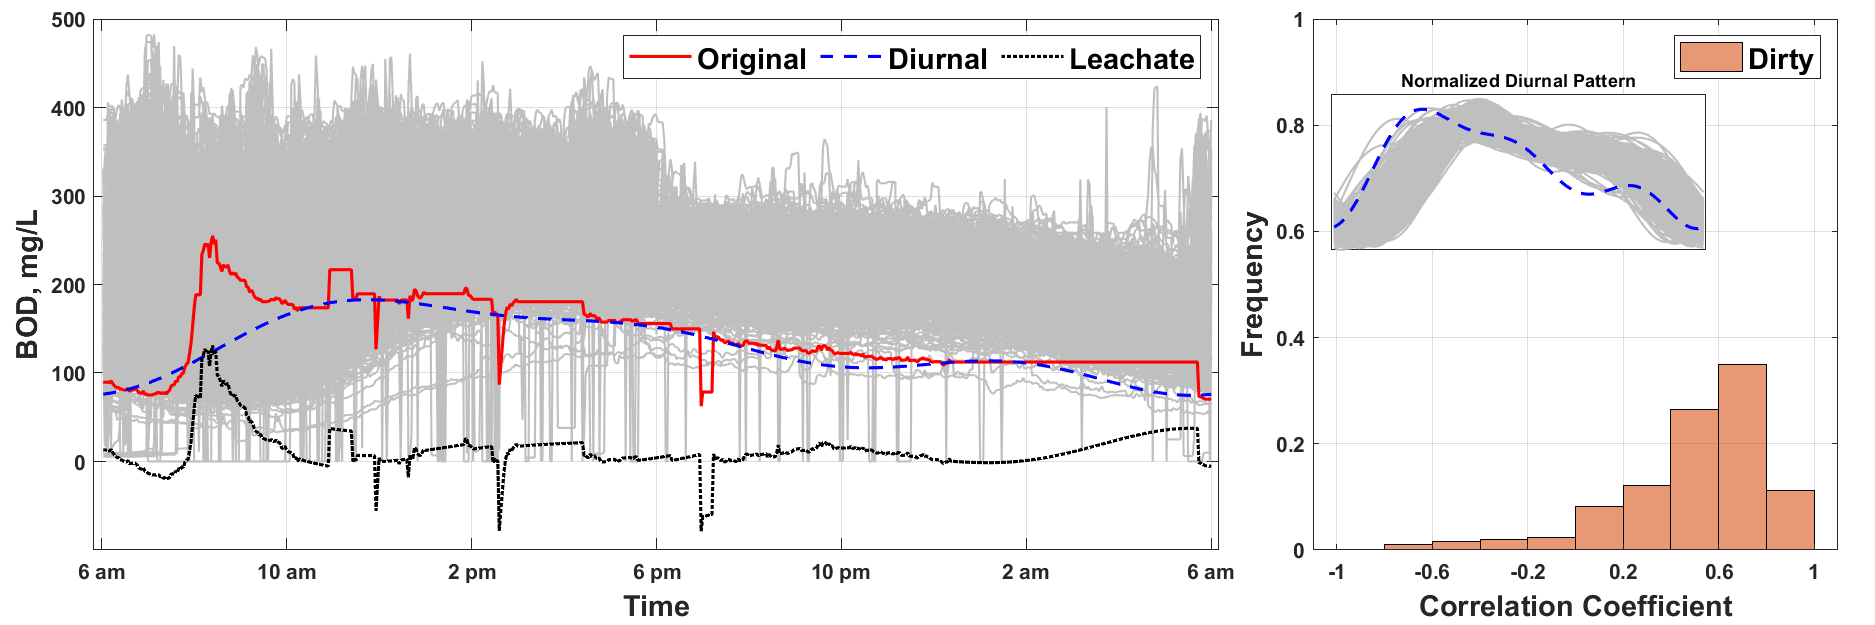 500
400
300
200
100
0
BOD, mg/L
Original Diurnal Leachate
6 am 10 am 2 pm 6 pm 10 pm 2 am 6 am
Time
1
0.8
0.6
0.4
0.2
0
Frequency
Dirty
Normalized Diurnal Pattern
-1 -0.6 -0.2 0.2 0.6 1
Correlation Coefficient